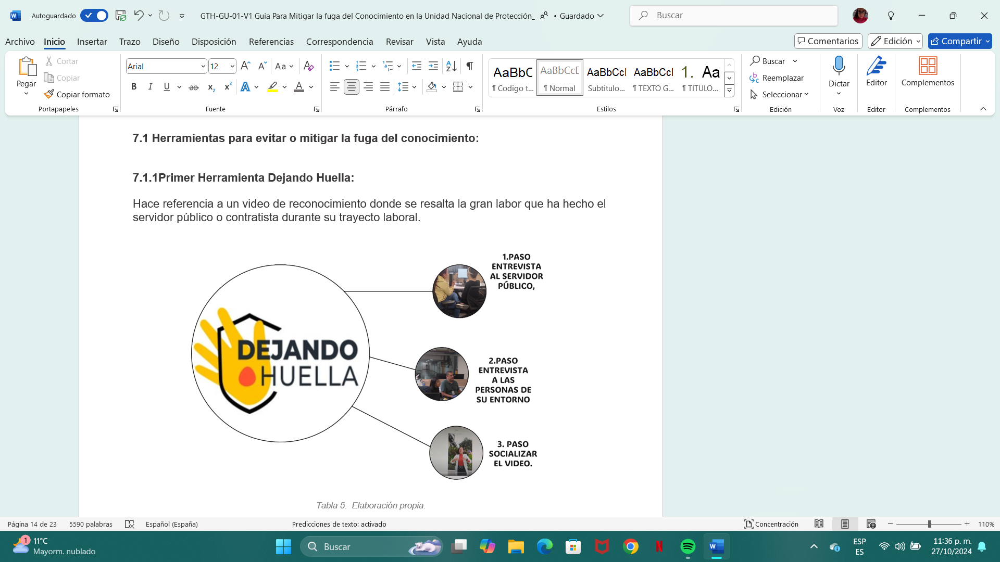 Autoguardado
GTH-GU-01-V1 Guia Para Mitigar la fuga del Conocimiento en la Unidad Nacional de Protección_ • Guardado
Buscar
Archivo Inicio Insertar Trazo Diseño Disposición Referencias Correspondencia Revisar Vista Ayuda
Comentarios Edición Compartir
Pegar
Cortar
Copiar
Copiar formato
Portapapeles
Arial 12
Fuente
Párrafo
AaBbC AaBbCcD AaBbCcI AaBbCcI 1. Aa
¶ Codigo t... ¶ Normal Subtitulo... ¶ TEXTO G... ¶ TITULO...
Estilos
Buscar
Reemplazar
Seleccionar
Edición
Dictar
Voz
Editor
Editor
Complementos
Complementos
7.1 Herramientas para evitar o mitigar la fuga del conocimiento:
7.1.1Primer Herramienta Dejando Huella:
Hace referencia a un video de reconocimiento donde se resalta la gran labor que ha hecho el
servidor público o contratista durante su trayecto laboral.
DEJANDO
HUELLA
1.PASO
ENTREVISTA
AL SERVIDOR
PÚBLICO,
2.PASO
ENTREVISTA
A LAS
PERSONAS DE
SU ENTORNO
3. PASO
SOCIALIZAR
EL VIDEO.
Tabla 5: Elaboración propia.
Página 14 de 23 5590 palabras Español (España) Predicciones de texto: activado Concentración 110%
1
11°C
Mayorm. nublado
Buscar
ESP
ES
11:36 p. m.
27/10/2024